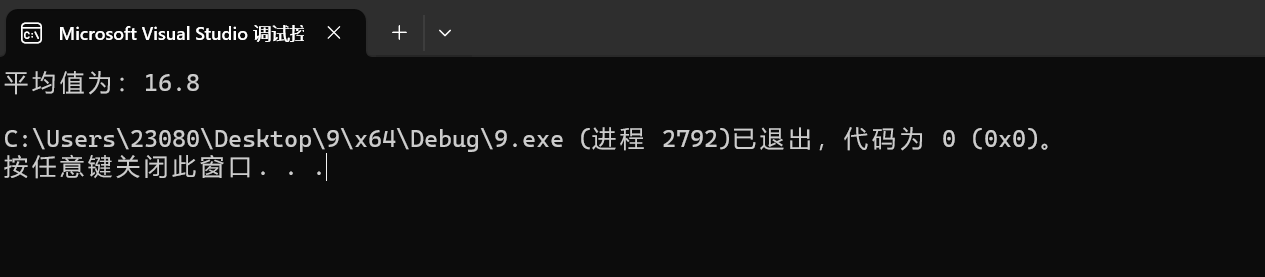 Microsoft Visual Studio 调试控
平均值为: 16.8
C:\Users\23080\Desktop\9\x64\Debug\9.exe (进程 2792)已退出，代码为 0 (0x0)。
按任意键关闭此窗口. . .